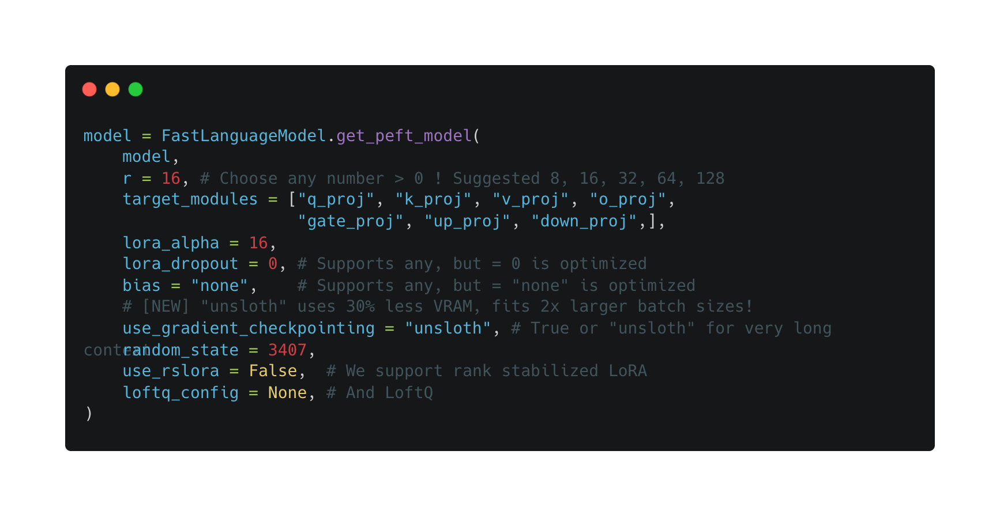 model = FastLanguageModel.get_peft_model(
    model,
    r = 16, # Choose any number > 0 ! Suggested 8, 16, 32, 64, 128
    target_modules = ["q_proj", "k_proj", "v_proj", "o_proj",
                      "gate_proj", "up_proj", "down_proj",],
    lora_alpha = 16,
    lora_dropout = 0, # Supports any, but = 0 is optimized
    bias = "none",    # Supports any, but = "none" is optimized
    # [NEW] "unsloth" uses 30% less VRAM, fits 2x larger batch sizes!
    use_gradient_checkpointing = "unsloth", # True or "unsloth" for very long
context
    random_state = 3407,
    use_rslora = False,  # We support rank stabilized LoRA
    loftq_config = None, # And LoftQ
)